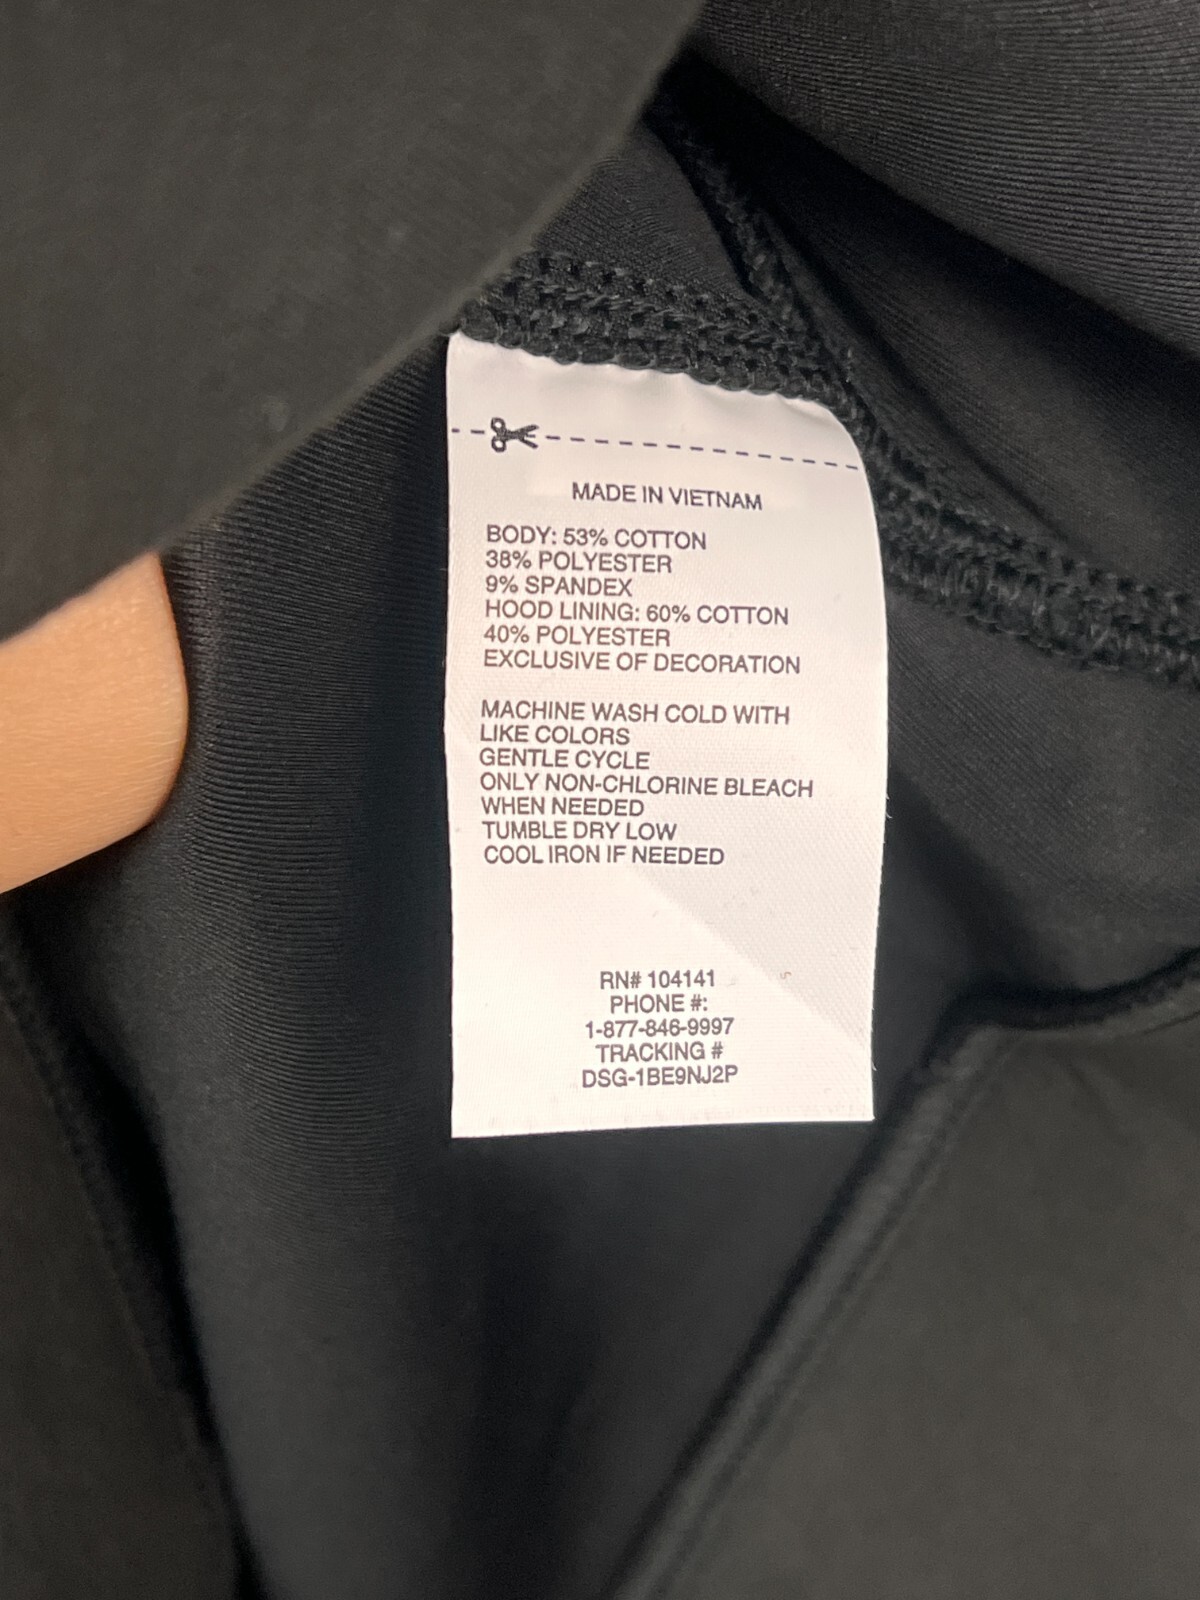 MADE IN VIETNAM
BODY: 53% COTTON
38% POLYESTER
9% SPANDEX
HOOD LINING: 60% COTTON
40% POLYESTER
EXCLUSIVE OF DECORATION
MACHINE WASH COLD WITH
LIKE COLORS
GENTLE CYCLE
ONLY NON-CHLORINE BLEACH
WHEN NEEDED
TUMBLE DRY LOW
COOL IRON IF NEEDED
RN# 104141
PHONE #:
1-877-846-9997
TRACKING #
DSG-1BE9NJ2P